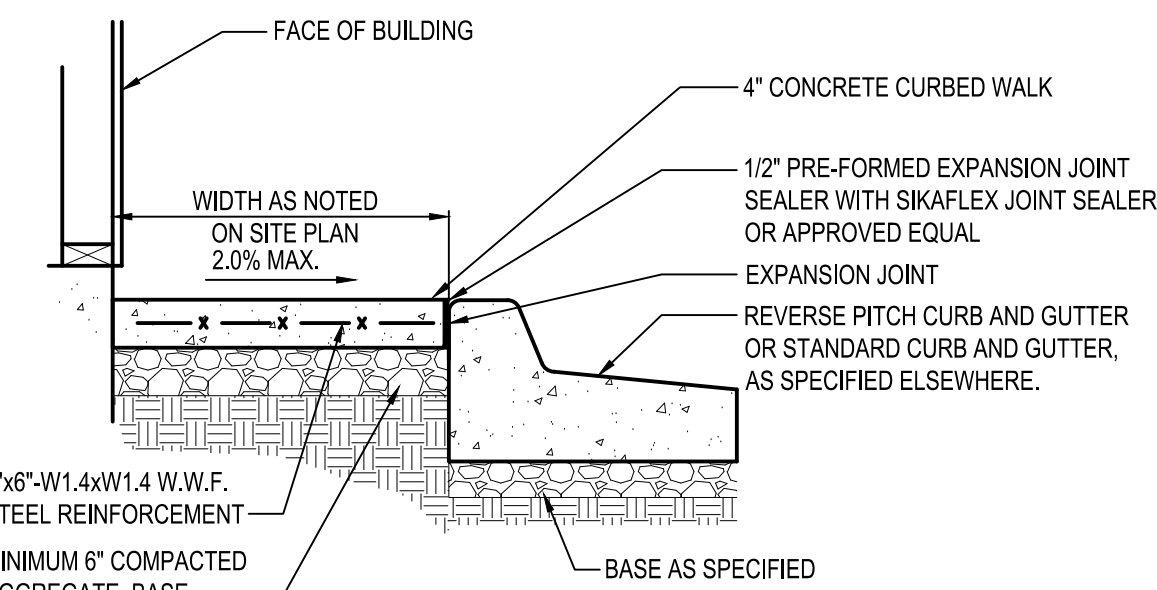 FACE OF BUILDING
4" CONCRETE CURBED WALK
1/2" PRE-FORMED EXPANSION JOINT
SEALER WITH SIKAFLEX JOINT SEALER
OR APPROVED EQUAL
WIDTH AS NOTED
ON SITE PLAN
2.0% MAX.
EXPANSION JOINT
REVERSE PITCH CURB AND GUTTER
OR STANDARD CURB AND GUTTER,
AS SPECIFIED ELSEWHERE.
"x6"-W1.4xW1.4 W.W.F.
TEEL REINFORCEMENT
INIMUM 6" COMPACTED
GGREGATE BASE
BASE AS SPECIFIED